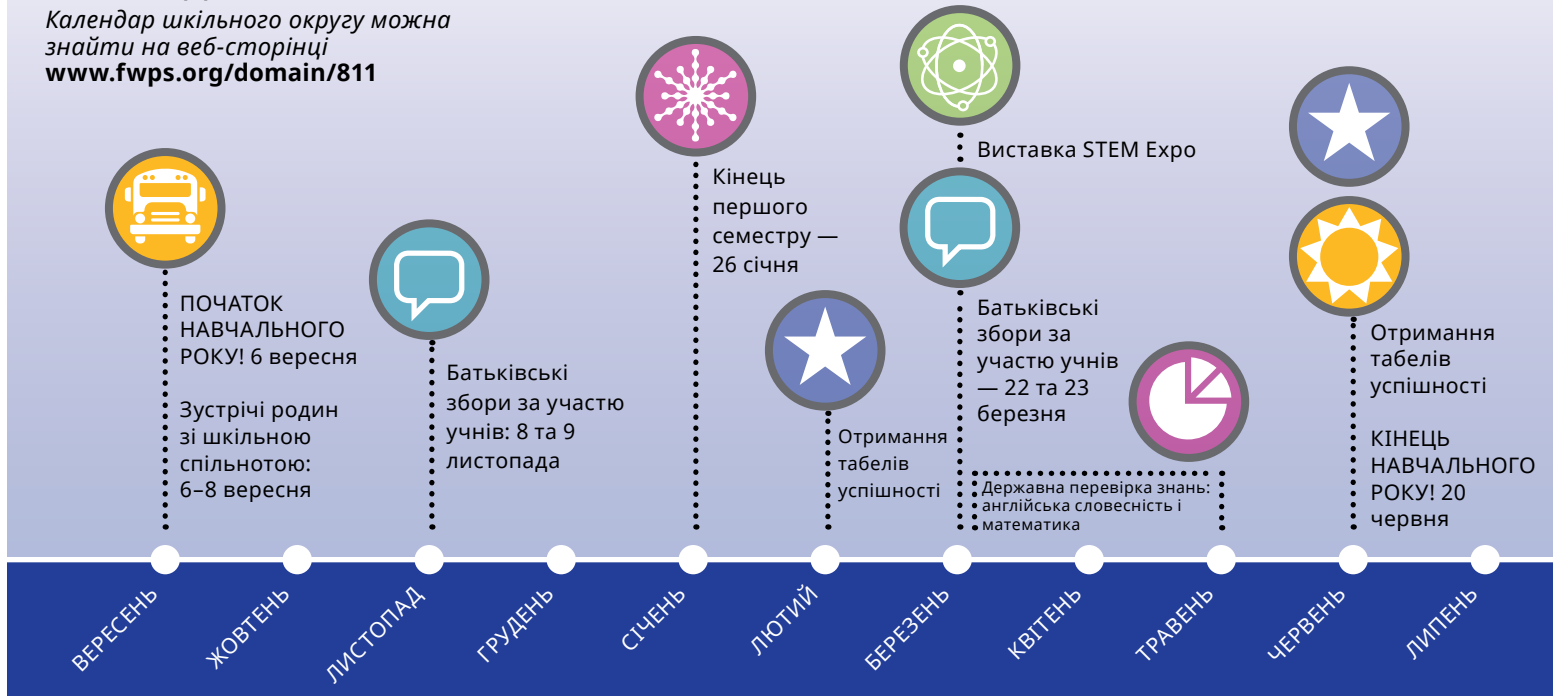 Календар шкільного округу можна
знайти на веб-сторінці
www.fwps.org/domain/811
ПОЧАТОК
НАВЧАЛЬНОГО
РОКУ! 6 вересня
Зустрічі родин
зі шкільною
спільнотою:
6–8 вересня
Батьківські
збори за участю
учнів: 8 та 9
листопада
Кінець
першого
семестру —
26 січня
Отримання
табелів
успішності
Виставка STEM Expo
Батьківські
збори за
участю учнів
— 22 та 23
березня
Державна перевірка знань:
англійська словесність і
математика
Отримання
табелів
успішності
КІНЕЦЬ
НАВЧАЛЬНОГО
РОКУ! 20
червня
ВЕРЕСЕНЬ
ЖОВТЕНЬ
ЛИСТОПАД
ГРУДЕНЬ
СІЧЕНЬ
ЛЮТИЙ
БЕРЕЗЕНЬ
КВІТЕНЬ
ТРАВЕНЬ
ЧЕРВЕНЬ
ЛИПЕНЬ